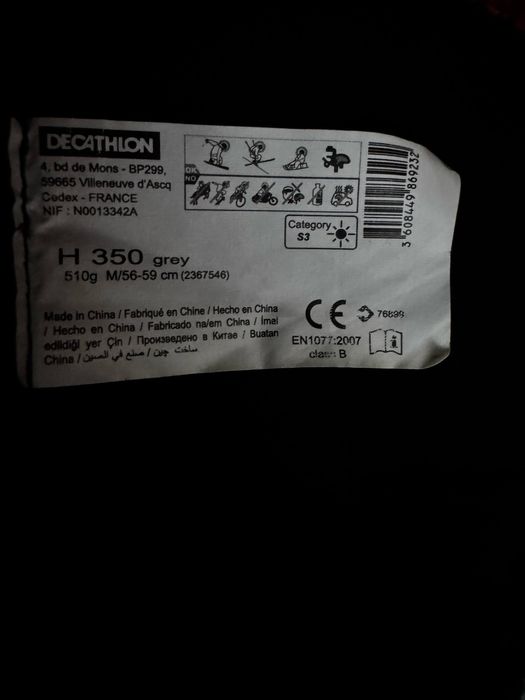 DECATHLON
4, bd de Mons - BP299,
59665 Villeneuve d'Ascq
Cedex - FRANCE
NIF : N0013342A
OK
NO
Category
S3
3 608449 869232
H 350 grey
510g M/56-59 cm (2367546)
Made in China / Fabriqué en Chine / Hecho en China
/ Hecho en China / Fabricado na/em China / İmal
edildiği yer Çin / Произведено в Китае / Buatan
China / ساخت چین / صنع في الصين
CE
EN1077:2007
class B